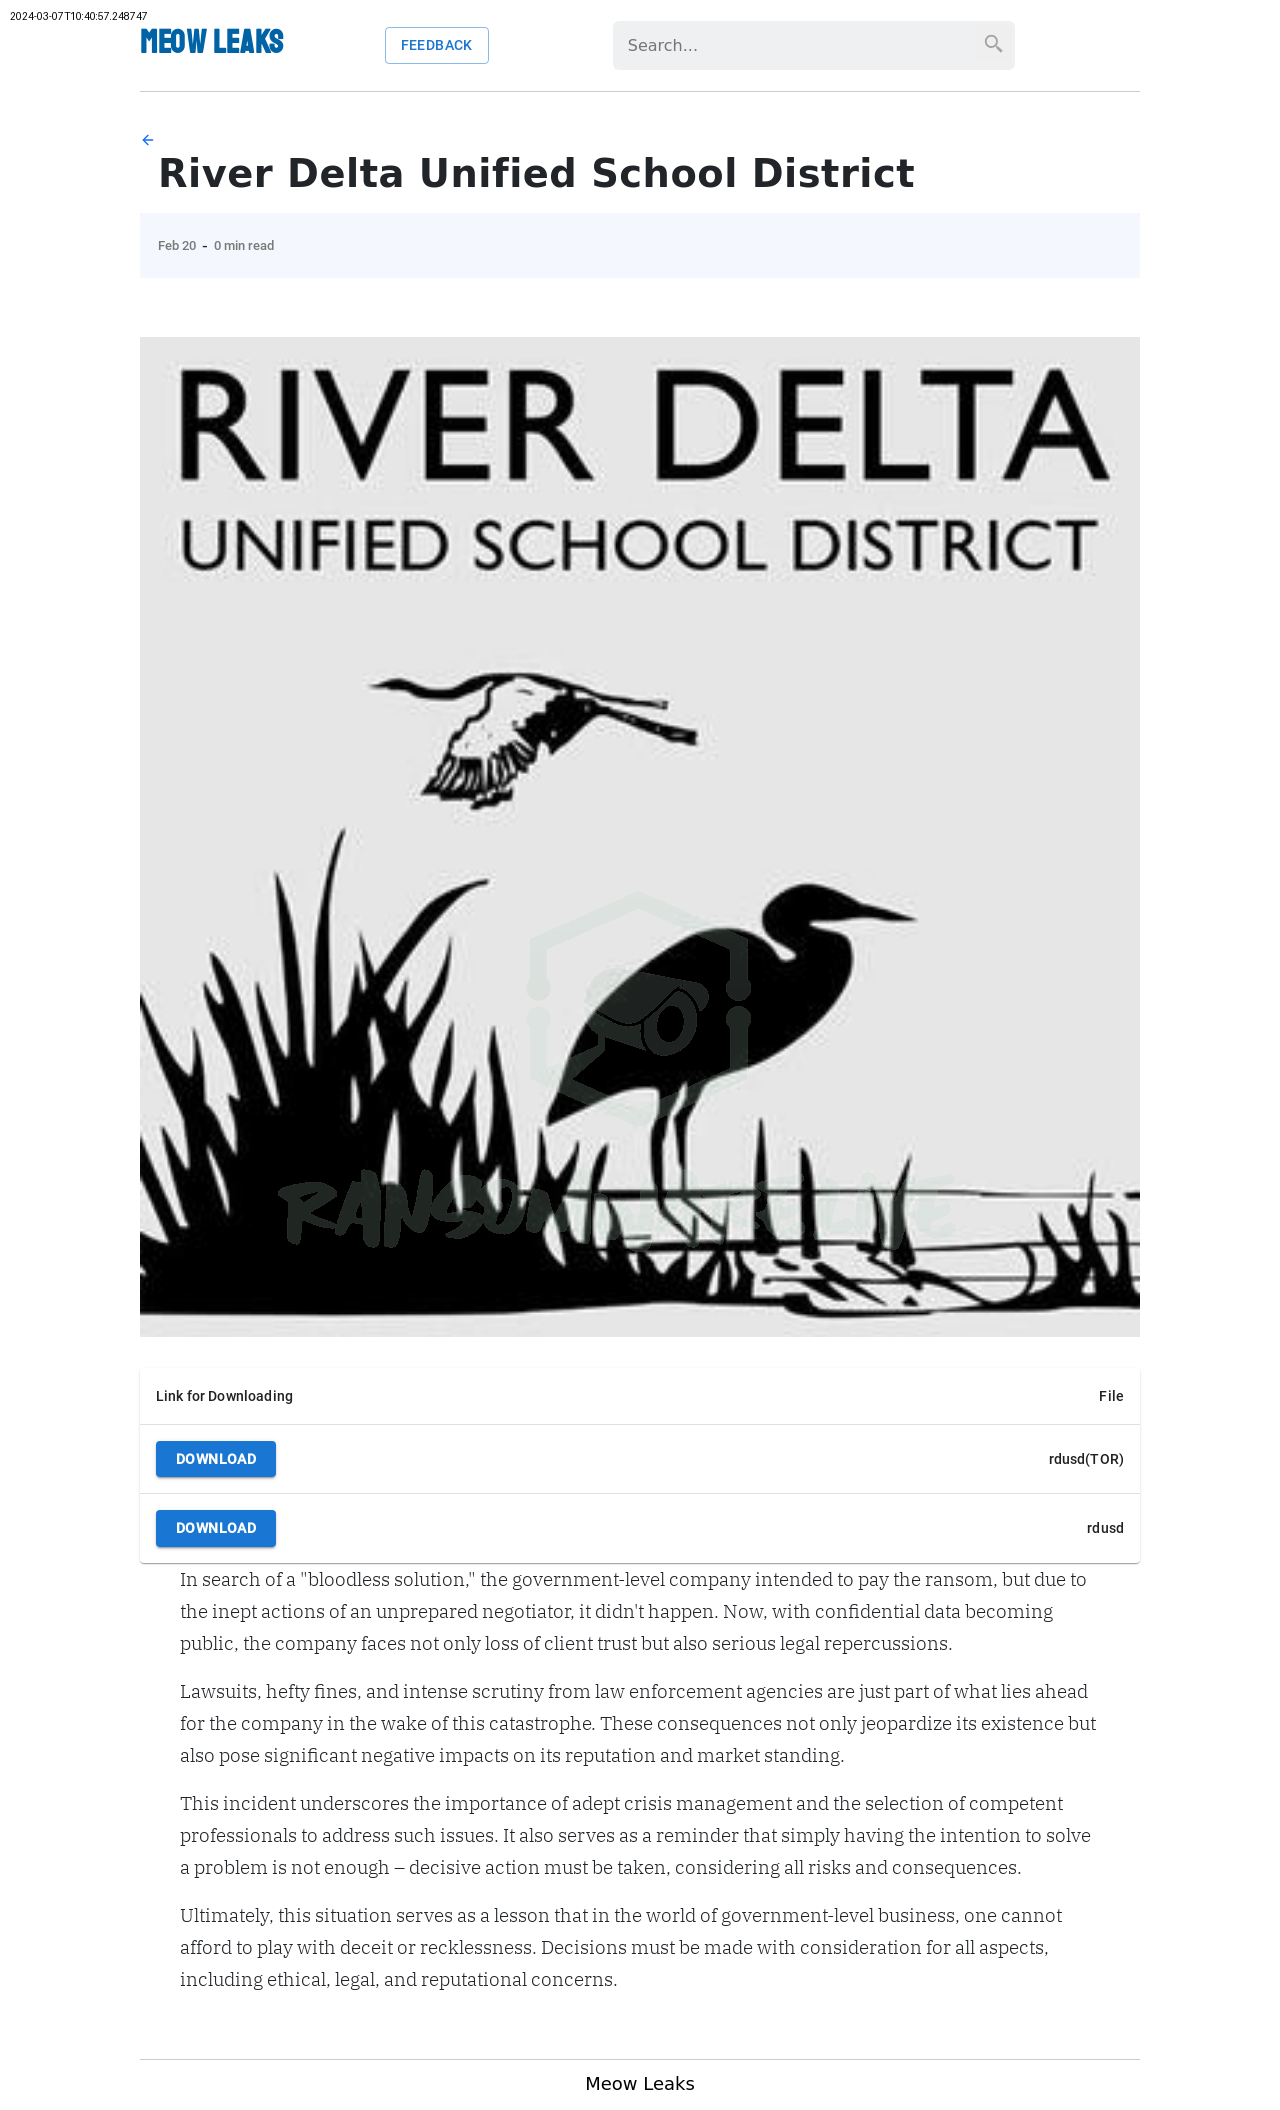 2024-03-07T10:40:57.248747
MEOW LEAKS
FEEDBACK
Search...
River Delta Unified School District
Feb 20 - 0 min read
RIVER DELTA
UNIFIED SCHOOL DISTRICT
RANSOMWARE.LIVE
Link for Downloading File
DOWNLOAD rdusd(TOR)
DOWNLOAD rdusd
In search of a "bloodless solution," the government-level company intended to pay the ransom, but due to
the inept actions of an unprepared negotiator, it didn't happen. Now, with confidential data becoming
public, the company faces not only loss of client trust but also serious legal repercussions.
Lawsuits, hefty fines, and intense scrutiny from law enforcement agencies are just part of what lies ahead
for the company in the wake of this catastrophe. These consequences not only jeopardize its existence but
also pose significant negative impacts on its reputation and market standing.
This incident underscores the importance of adept crisis management and the selection of competent
professionals to address such issues. It also serves as a reminder that simply having the intention to solve
a problem is not enough – decisive action must be taken, considering all risks and consequences.
Ultimately, this situation serves as a lesson that in the world of government-level business, one cannot
afford to play with deceit or recklessness. Decisions must be made with consideration for all aspects,
including ethical, legal, and reputational concerns.
Meow Leaks